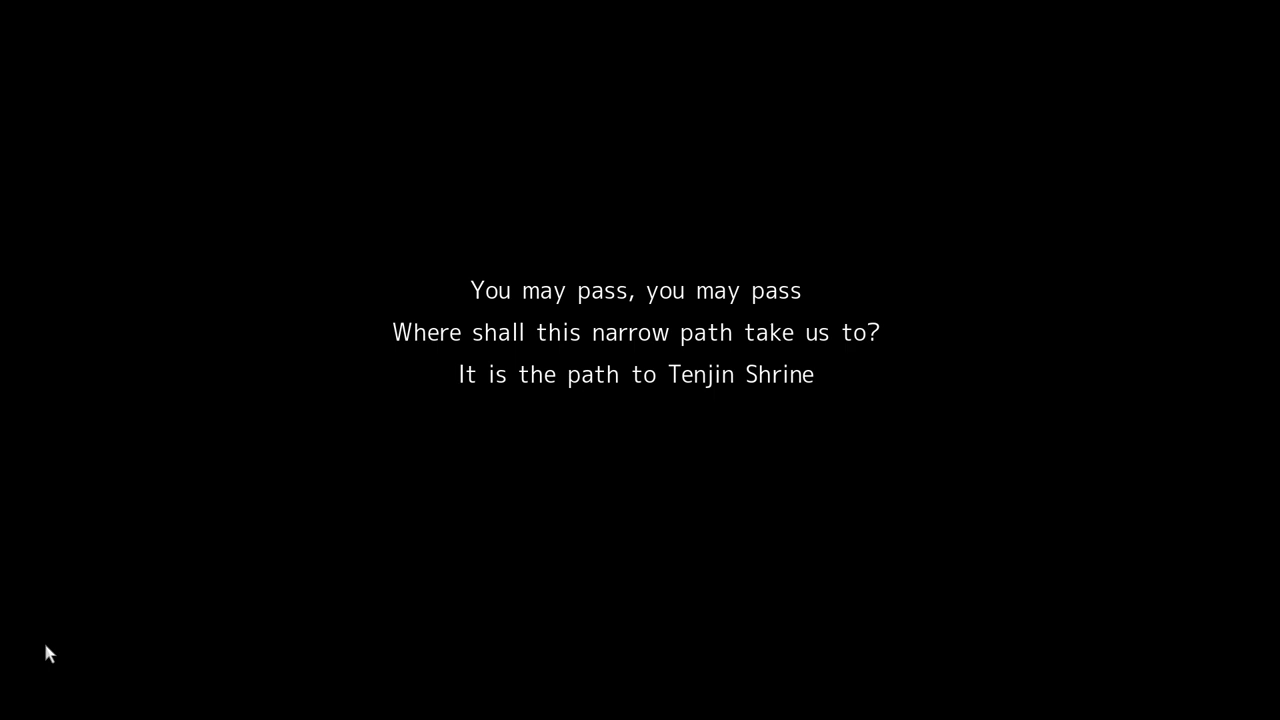 You may pass, you may pass
Where shall this narrow path take us to?
It is the path to Tenjin Shrine